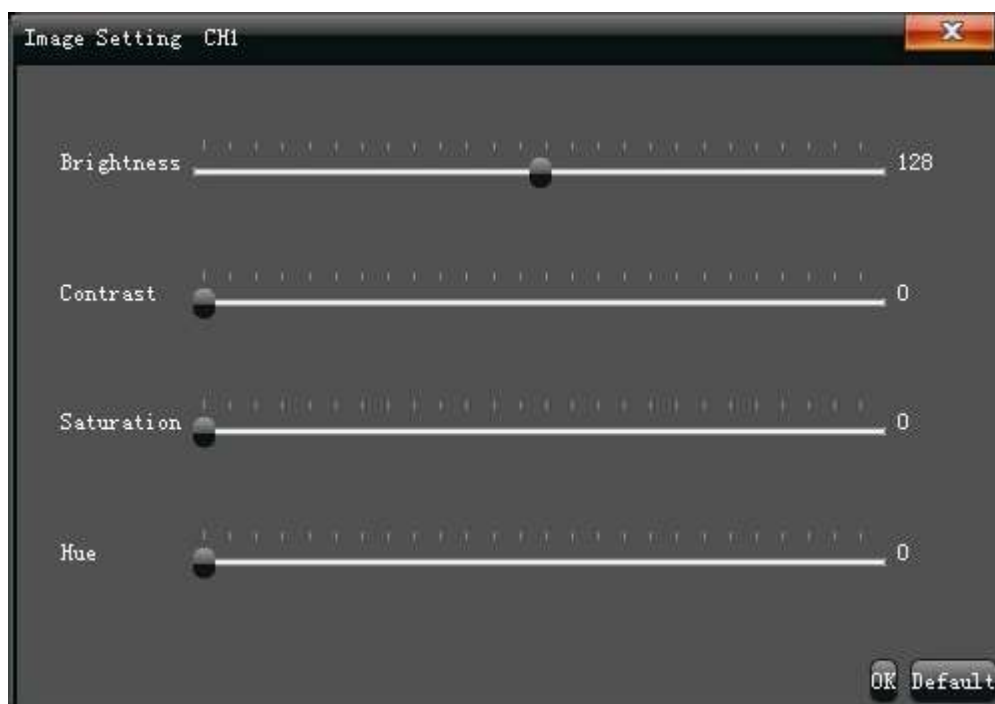 Image Setting CH1
Brightness 128
Contrast 0
Saturation 0
Hue 0
OK Default